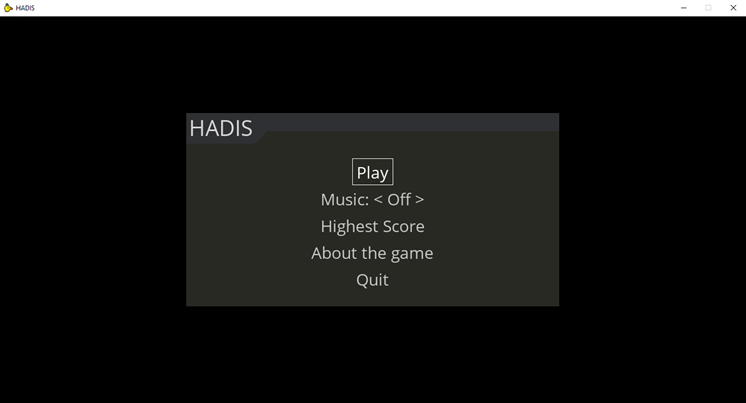 HADIS
HADIS
Play
Music: < Off >
Highest Score
About the game
Quit